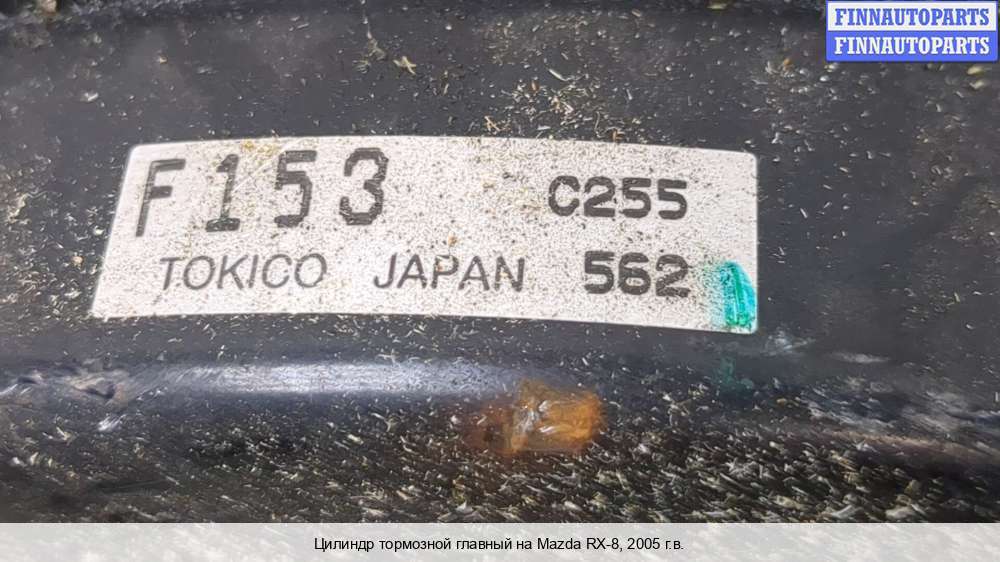 FINNAUTOPARTS
FINNAUTOPARTS
F153 C255
TOKICO JAPAN 562
Цилиндр тормозной главный на Mazda RX-8, 2005 г.в.